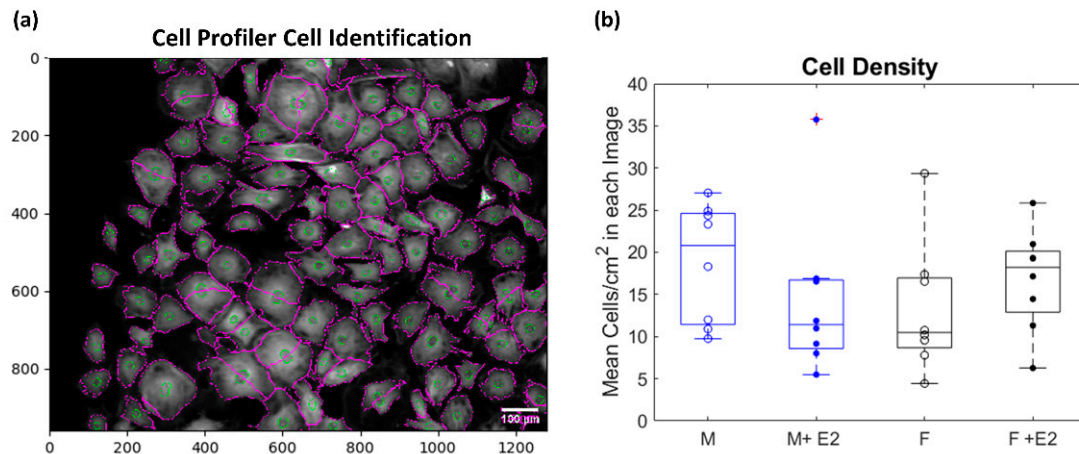 (a)
Cell Profiler Cell Identification
0
200
400
600
800
0 200 400 600 800 1000 1200
100 µm
(b)
Cell Density
Mean Cells/cm² in each Image
40
35
30
25
20
15
10
5
0
M M+ E2 F F +E2